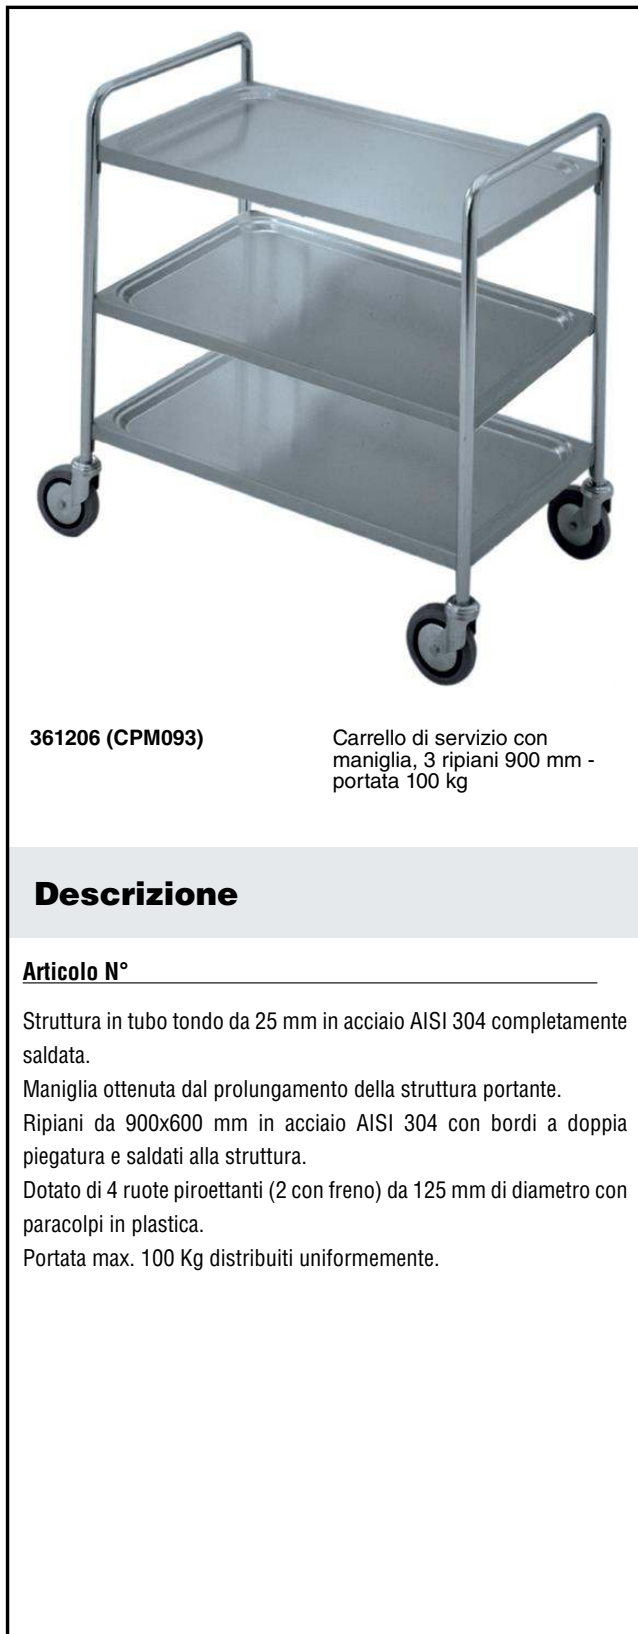 361206 (CPM093)
Carrello di servizio con
maniglia, 3 ripiani 900 mm -
portata 100 kg
Descrizione
Articolo N°
Struttura in tubo tondo da 25 mm in acciaio AISI 304 completamente
saldata.
Maniglia ottenuta dal prolungamento della struttura portante.
Ripiani da 900x600 mm in acciaio AISI 304 con bordi a doppia
piegatura e saldati alla struttura.
Dotato di 4 ruote piroettanti (2 con freno) da 125 mm di diametro con
paracolpi in plastica.
Portata max. 100 Kg distribuiti uniformemente.